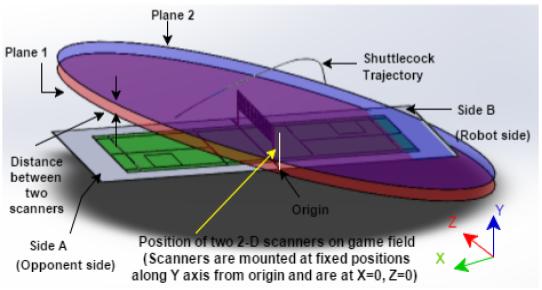 Plane 2
Plane 1
Shuttlecock
Trajectory
Side B
(Robot side)
Distance
between
two
scanners
Origin
Side A
(Opponent side)
Position of two 2-D scanners on game field
(Scanners are mounted at fixed positions
along Y axis from origin and are at X=0, Z=0)
Y
Z
X